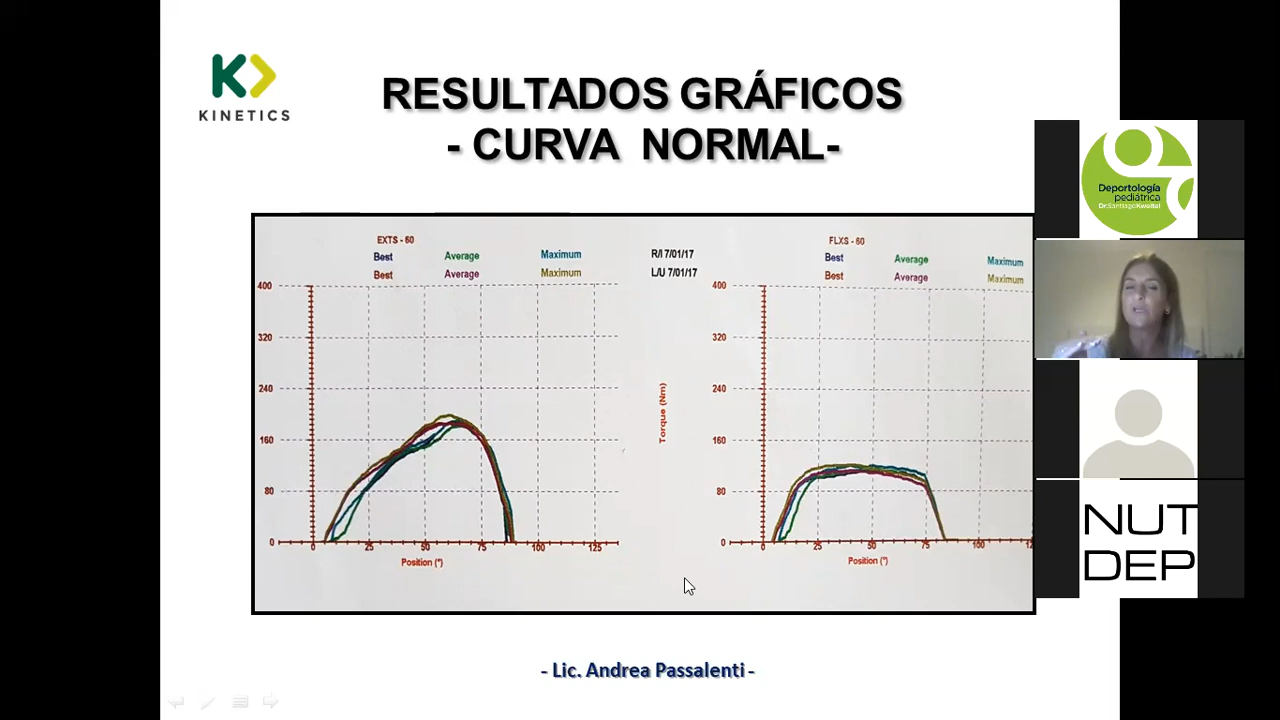 KINETICS
RESULTADOS GRÁFICOS
- CURVA NORMAL-
EXTS - 60
Best Average Maximum
Best Average Maximum
R/I 7/01/17
L/U 7/01/17
FLXS - 60
Best Average Maximum
Best Average Maximum
400
320
240
160
80
0
0 25 50 75 100 125
Position (°)
Torque (Nm)
400
320
240
160
80
0
0 25 50 75 100
Position (°)
- Lic. Andrea Passalenti -
Deportología
pediátrica
Dr. Santiago Kweitel
NUT
DEP